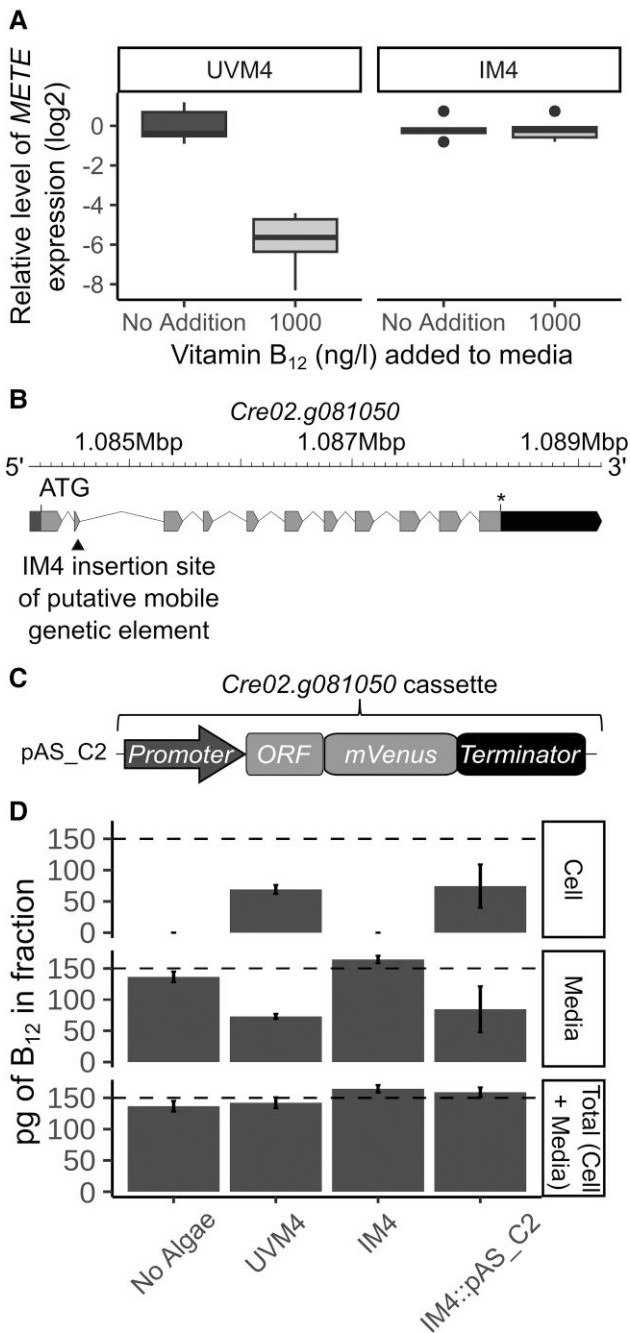 A
UVM4
IM4
Relative level of METE
expression (log2)
0
-2
-4
-6
-8
No Addition
1000
No Addition
1000
Vitamin B₁₂ (ng/l) added to media
B
Cre02.g081050
1.085Mbp
1.087Mbp
1.089Mbp
5'
3'
ATG
*
IM4 insertion site
of putative mobile
genetic element
C
Cre02.g081050 cassette
pAS_C2
Promoter
ORF
mVenus
Terminator
D
pg of B₁₂ in fraction
150
100
50
0
Cell
150
100
50
0
Media
150
100
50
0
Total (Cell
+ Media)
No Algae
UVM4
IM4
IM4::pAS_C2